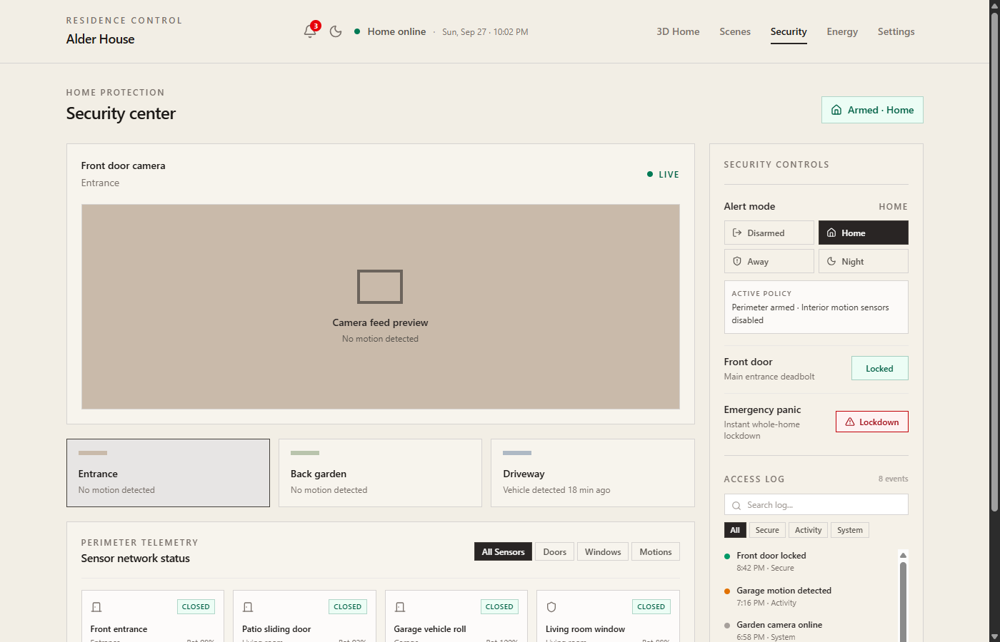 RESIDENCE CONTROL
Alder House
3
Home online · Sun, Sep 27 · 10:02 PM
3D Home
Scenes
Security
Energy
Settings
HOME PROTECTION
Security center
Armed · Home
Front door camera
Entrance
LIVE
Camera feed preview
No motion detected
Entrance
No motion detected
Back garden
No motion detected
Driveway
Vehicle detected 18 min ago
PERIMETER TELEMETRY
Sensor network status
All Sensors
Doors
Windows
Motions
CLOSED
Front entrance
CLOSED
Patio sliding door
CLOSED
Garage vehicle roll
CLOSED
Living room window
SECURITY CONTROLS
Alert mode
HOME
Disarmed
Home
Away
Night
ACTIVE POLICY
Perimeter armed · Interior motion sensors
disabled
Front door
Main entrance deadbolt
Locked
Emergency panic
Instant whole-home
lockdown
Lockdown
ACCESS LOG
8 events
Search log...
All
Secure
Activity
System
Front door locked
8:42 PM · Secure
Garage motion detected
7:16 PM · Activity
Garden camera online
6:58 PM · System